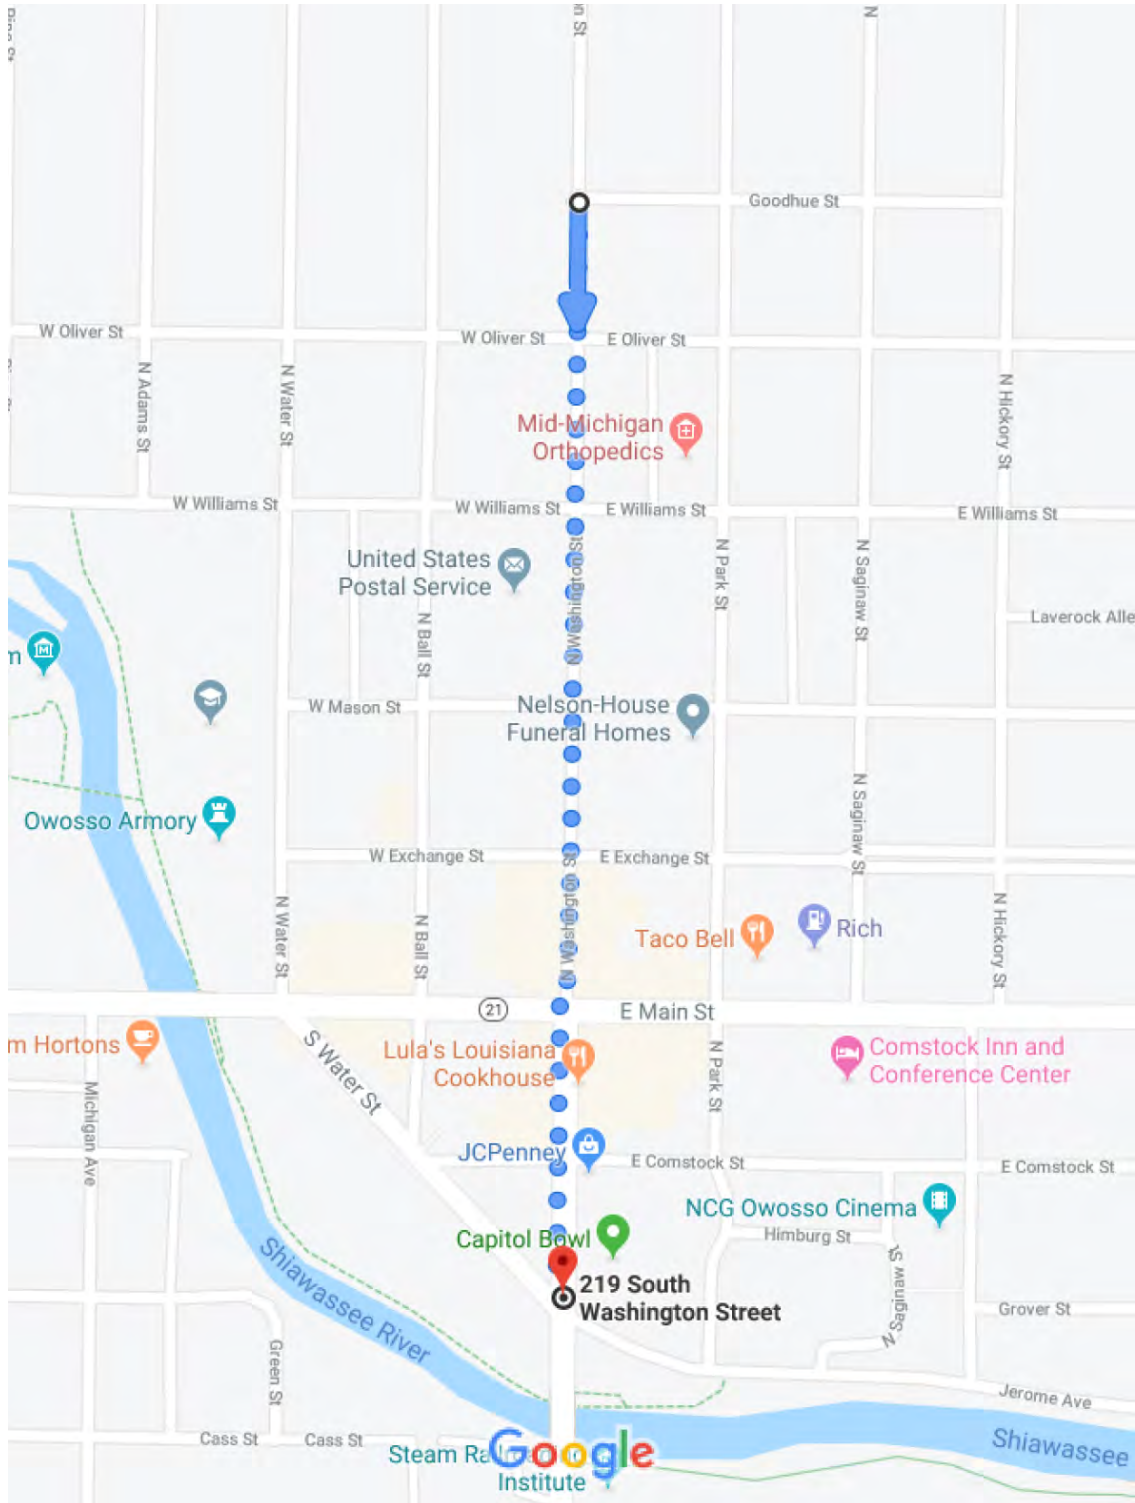 Goodhue St
W Oliver St
W Oliver St
E Oliver St
N Adams St
N Water St
N Hickory St
Mid-Michigan
Orthopedics
W Williams St
W Williams St
E Williams St
E Williams St
United States
Postal Service
N Washington St
N Park St
N Saginaw St
N Ball St
Laverock Alle
W Mason St
Nelson-House
Funeral Homes
N Saginaw St
Owosso Armory
W Exchange St
E Exchange St
N Washington S
N Water St
N Ball St
N Hickory St
Taco Bell
Rich
21
E Main St
m Hortons
S Water St
Lula's Louisiana
Cookhouse
N Park St
Comstock Inn and
Conference Center
Michigan Ave
JCPenney
E Comstock St
E Comstock St
NCG Owosso Cinema
Capitol Bowl
Himburg St
N Saginaw St
219 South
Washington Street
Grover St
Shiawassee River
Green St
Jerome Ave
Cass St
Cass St
Steam Railroading
Institute
Google
Shiawassee